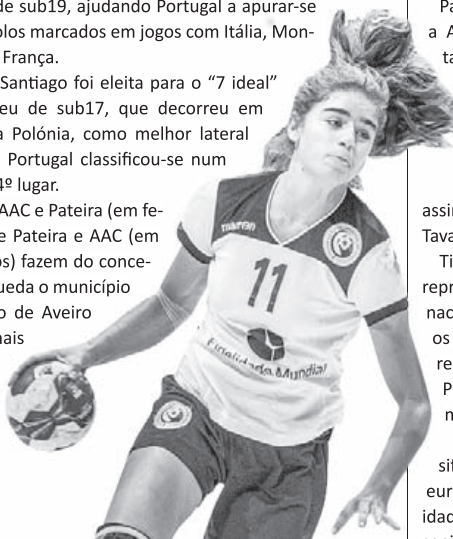 de sub19, ajudando Portugal a apurar-se
olos marcados em jogos com Itália, Mon-
França.
Santiago foi eleita para o “7 ideal”
eu de sub17, que decorreu em
a Polónia, como melhor lateral
Portugal classificou-se num
4º lugar.
AAC e Pateira (em fe-
e Pateira e AAC (em
os) fazem do conce-
ueda o município
o de Aveiro
nais
macron
11
Fidelidade Mundial
Pa
a A
ta
assir
Tava
Ti
repr
nac
os
re
P
m
sif
eur
idad